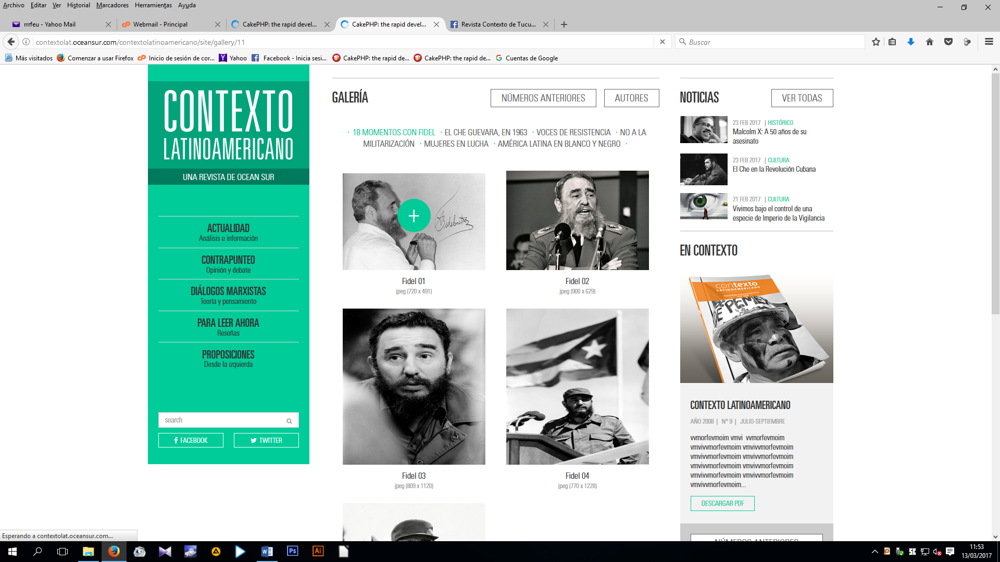 Archivo Editar Ver Historial Marcadores Herramientas Ayuda
rrrfeu - Yahoo Mail
Webmail - Principal
CakePHP: the rapid devel...
CakePHP: the rapid devel...
Revista Contexto de Tucu...
contextolat.oceansur.com/contextolatinoamericano/site/gallery/11
Buscar
Más visitados
Comenzar a usar Firefox
Inicio de sesión de cor...
Yahoo
Facebook - Inicia sesi...
CakePHP: the rapid de...
CakePHP: the rapid de...
Cuentas de Google
CONTEXTO
LATINOAMERICANO
UNA REVISTA DE OCEAN SUR
ACTUALIDAD
Análisis e información
CONTRAPUNTEO
Opinión y debate
DIÁLOGOS MARXISTAS
Teoría y pensamiento
PARA LEER AHORA
Reseñas
PROPOSICIONES
Desde la izquierda
search
FACEBOOK
TWITTER
GALERÍA
NÚMEROS ANTERIORES
AUTORES
· 18 MOMENTOS CON FIDEL · EL CHE GUEVARA, EN 1963 · VOCES DE RESISTENCIA · NO A LA
MILITARIZACIÓN · MUJERES EN LUCHA · AMÉRICA LATINA EN BLANCO Y NEGRO ·
Fidel 01
jpeg (720 x 491)
Fidel 02
jpeg (900 x 629)
Fidel 03
jpeg (809 x 1120)
Fidel 04
jpeg (770 x 1228)
NOTICIAS
VER TODAS
23 FEB 2017 | HISTÓRICO
Malcolm X: A 50 años de su
asesinato
23 FEB 2017 | CULTURA
El Che en la Revolución Cubana
21 FEB 2017 | CULTURA
Vivimos bajo el control de una
especie de Imperio de la Vigilancia
EN CONTEXTO
contexto
LATINOAMERICANO
CONTEXTO LATINOAMERICANO
AÑO 2008 | Nº 9 | JULIO-SEPTIEMBRE
vvmorfevmoim vmvi vvmorfevmoim
vmvivvmorfevmoim vmvivvmorfevmoim
vmvivvmorfevmoim vmvivvmorfevmoim
vmvivvmorfevmoim vmvivvmorfevmoim
vmvivvmorfevmoim vmvivvmorfevmoim
vmvivvmorfevmoim...
DESCARGAR PDF
NÚMEROS ANTERIORES
Esperando a contextolat.oceansur.com...
Ps
Ai
11:53
13/03/2017